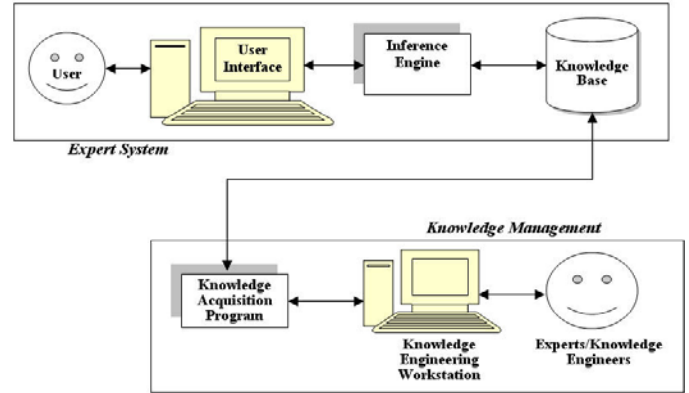 User
User
Interface
Inference
Engine
Knowledge
Base
Expert System
Knowledge Management
Knowledge
Acquisition
Program
Knowledge
Engineering
Workstation
Experts/Knowledge
Engineers